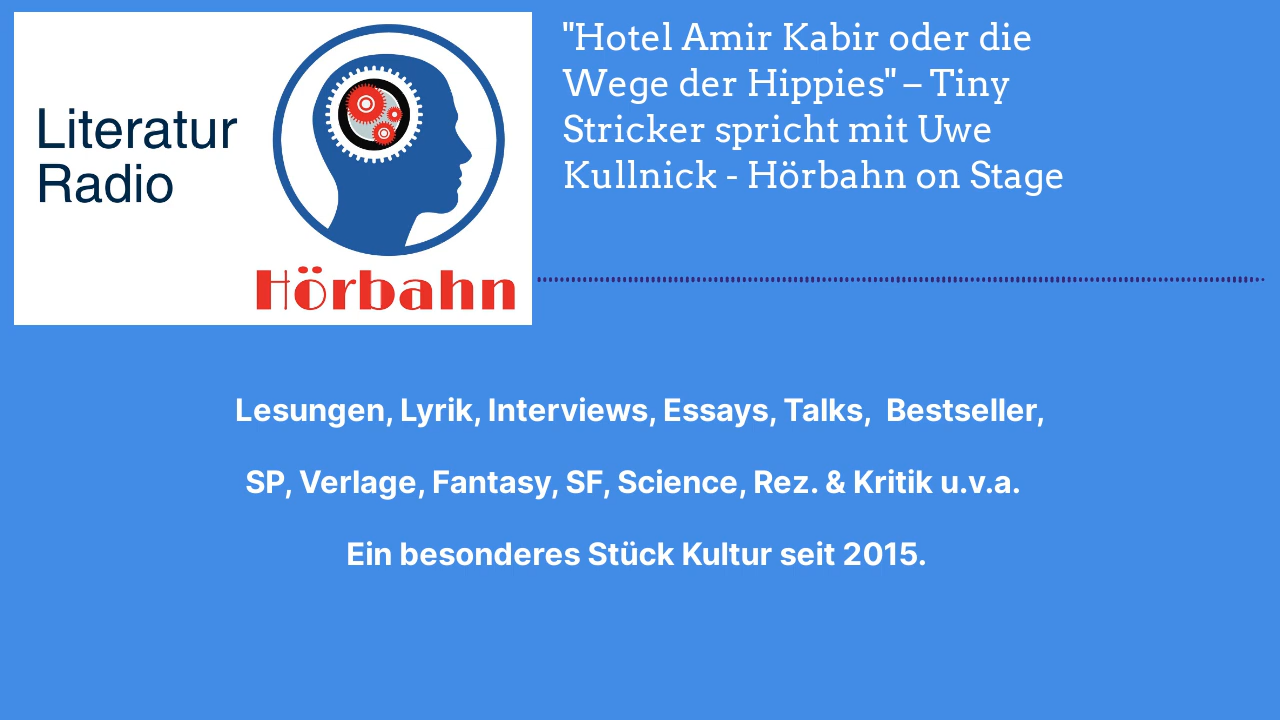 Literatur
Radio
Hörbahn
"Hotel Amir Kabir oder die
Wege der Hippies" – Tiny
Stricker spricht mit Uwe
Kullnick - Hörbahn on Stage
Lesungen, Lyrik, Interviews, Essays, Talks,  Bestseller,
SP, Verlage, Fantasy, SF, Science, Rez. & Kritik u.v.a.
Ein besonderes Stück Kultur seit 2015.